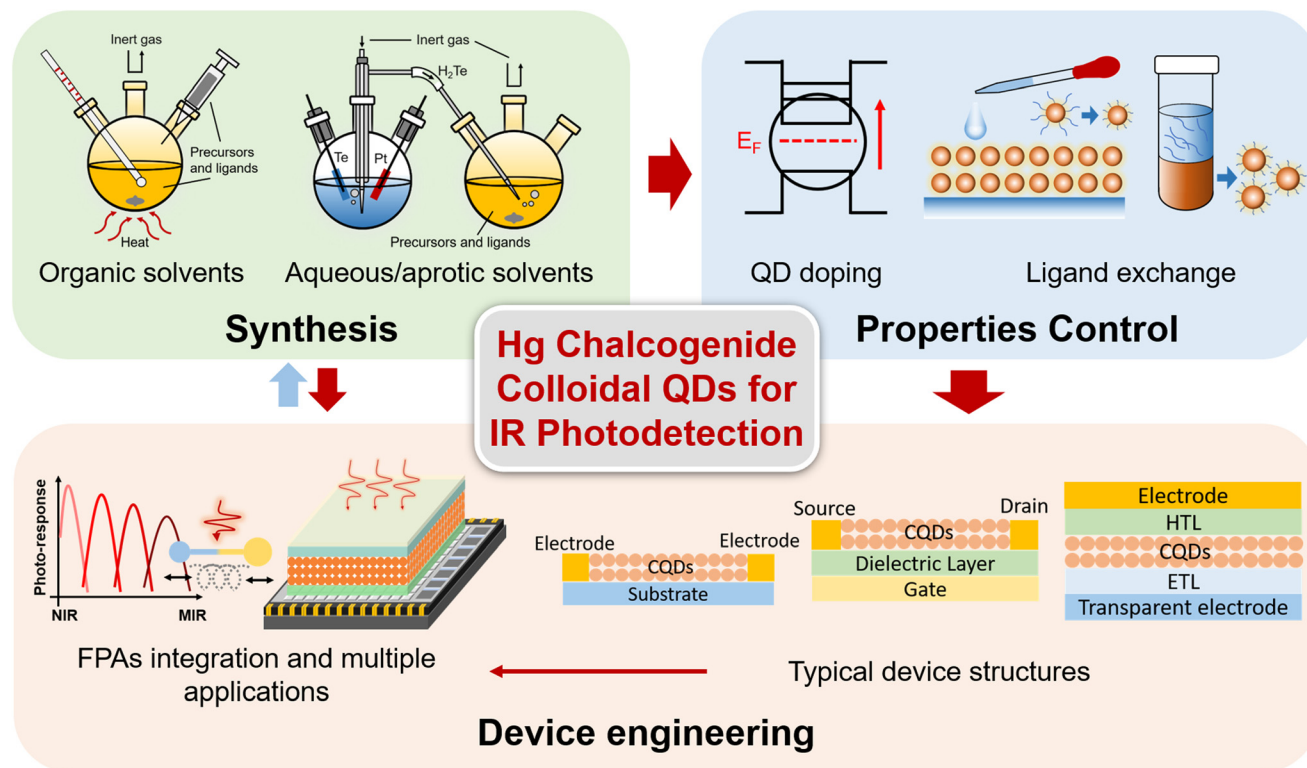 Inert gas
Precursors
and ligands
Heat
Organic solvents
Inert gas
H₂Te
Te
Pt
Precursors and ligands
Aqueous/aprotic solvents
Synthesis
E_F
QD doping
Ligand exchange
Properties Control
Hg Chalcogenide
Colloidal QDs for
IR Photodetection
Photo-response
NIR
MIR
FPAs integration and multiple
applications
Electrode
Electrode
CQDs
Substrate
Source
Drain
CQDs
Dielectric Layer
Gate
Electrode
HTL
CQDs
ETL
Transparent electrode
Typical device structures
Device engineering